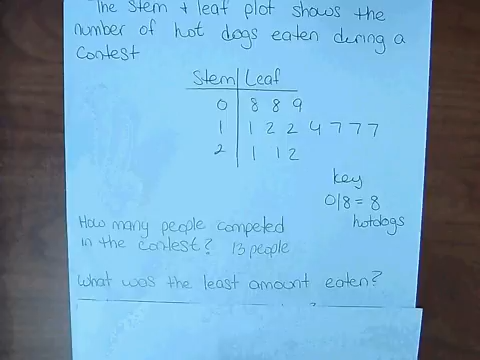 The stem + leaf plot shows the
number of hot dogs eaten during a
contest
Stem Leaf
0 8 8 9
1 1 2 2 4 7 7 7
2 1 1 2
key
0|8 = 8
hotdogs
How many people competed
in the contest? 13 people
What was the least amount eaten?